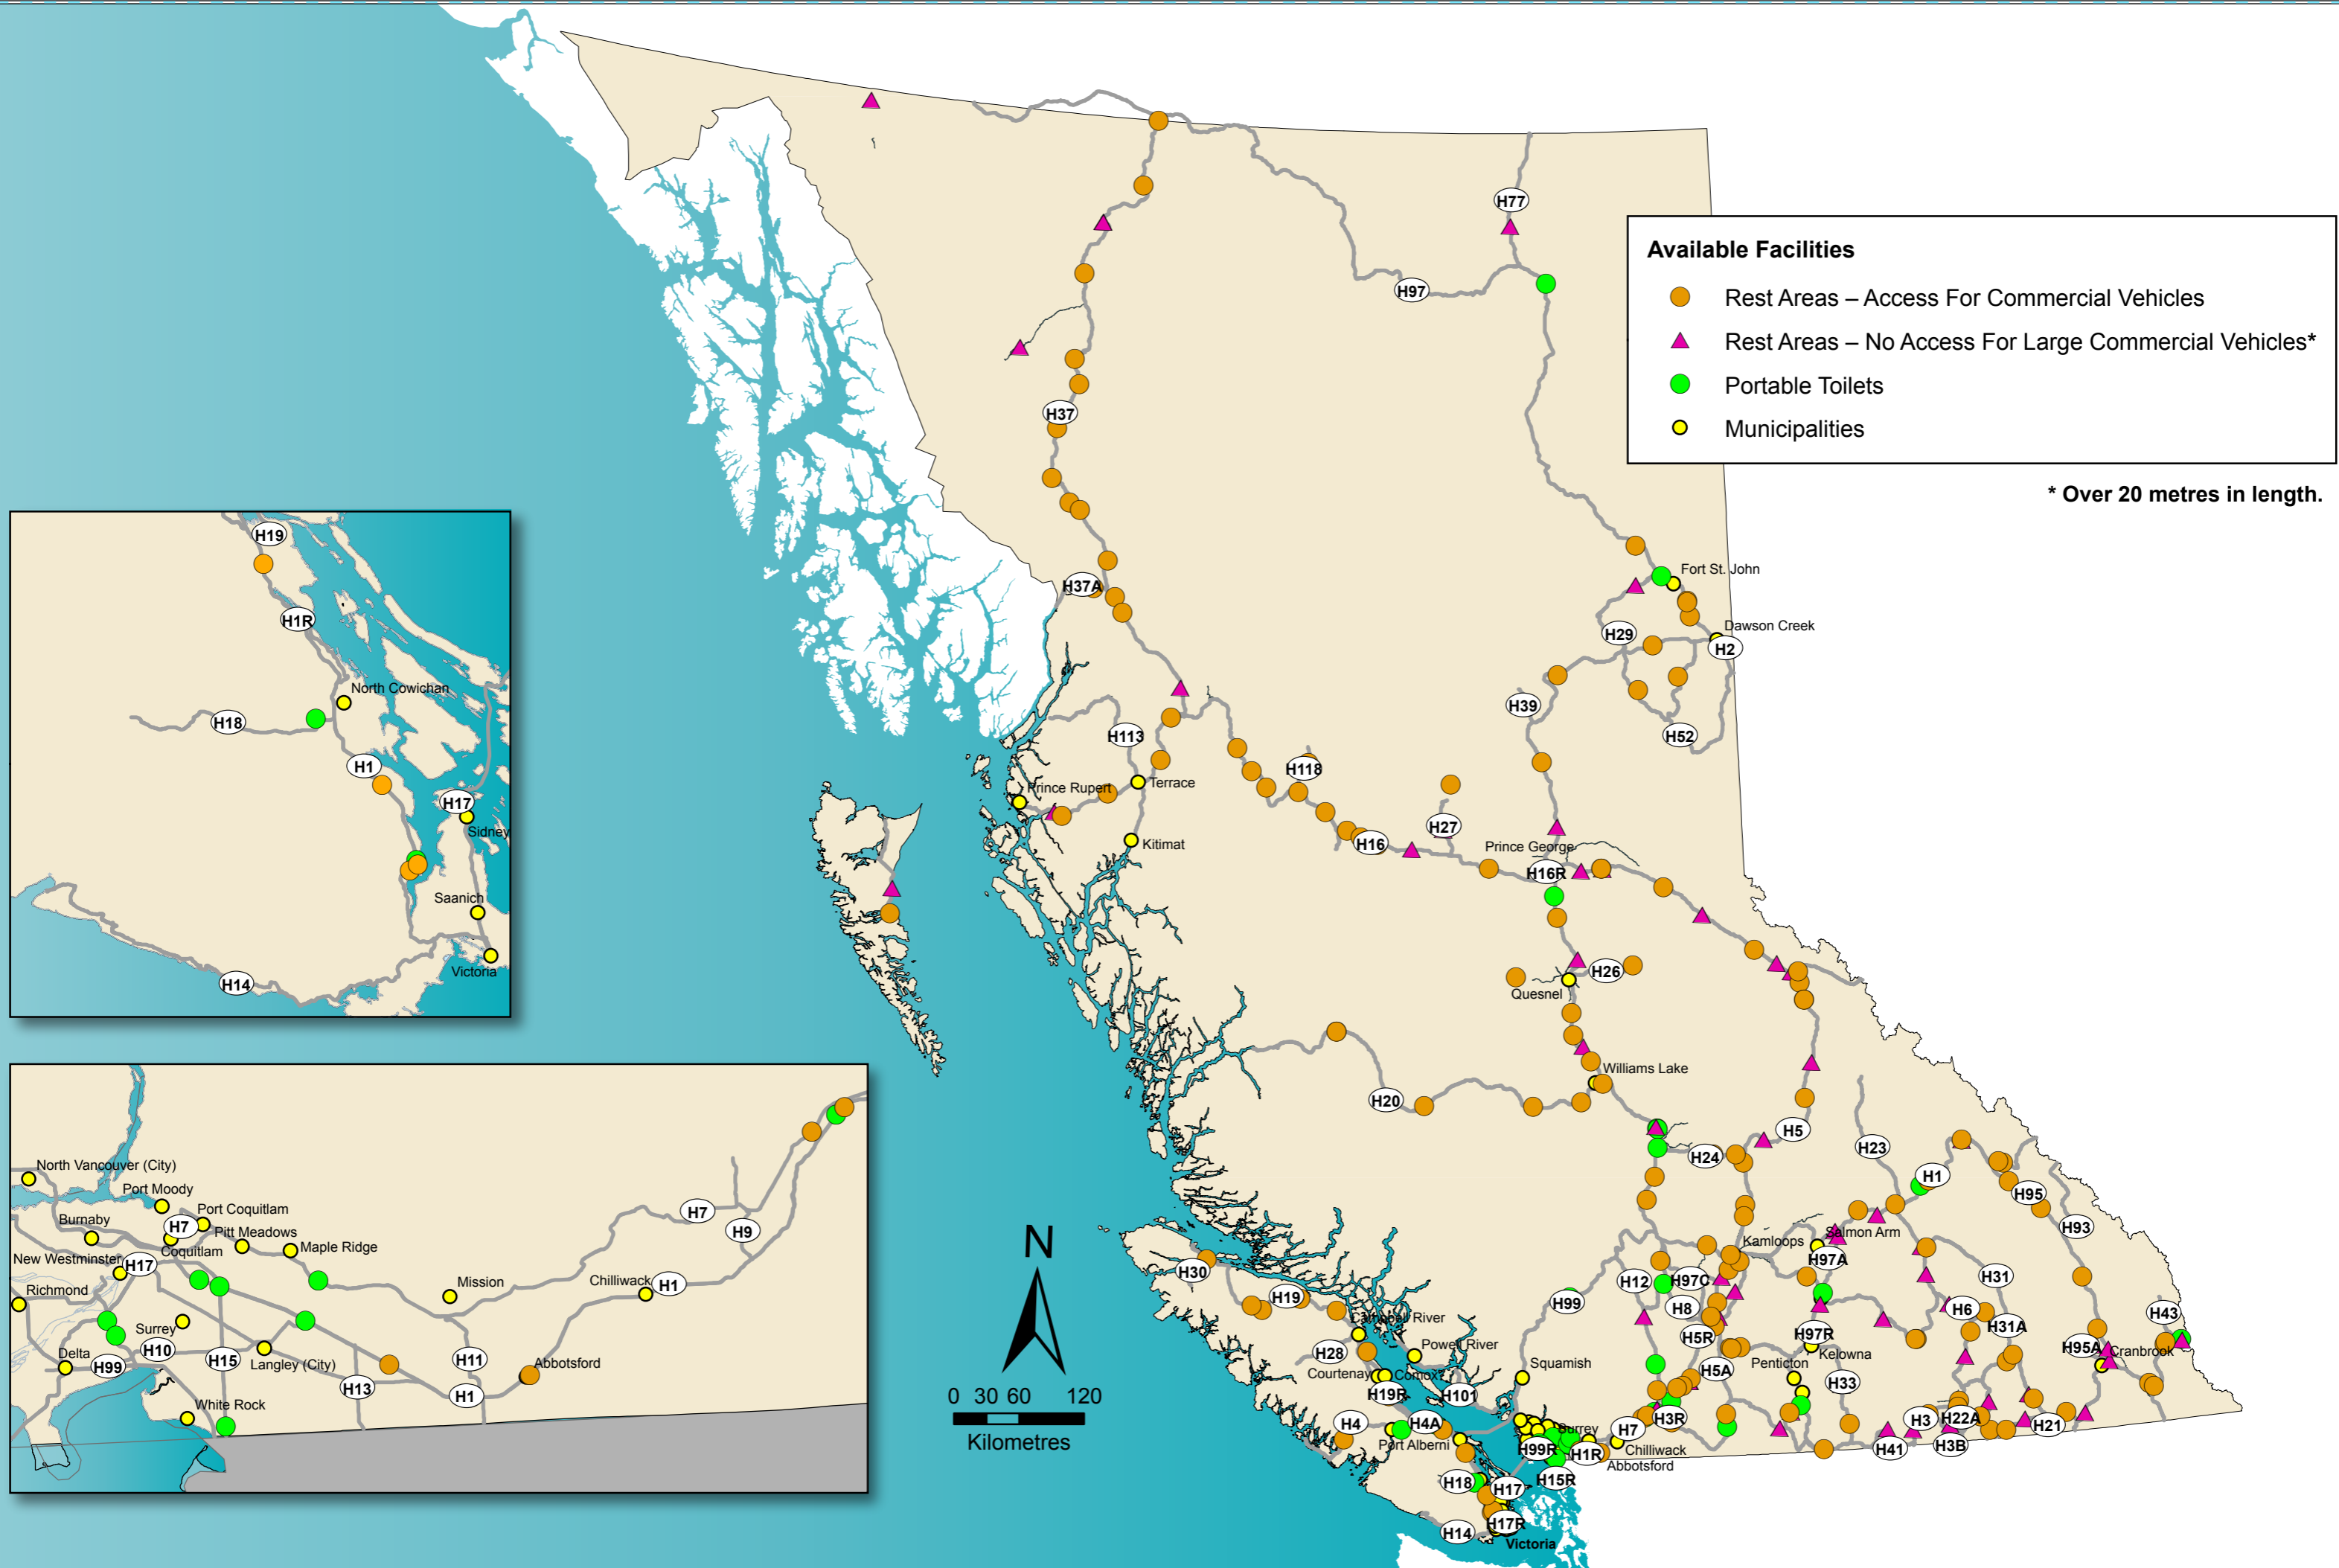 Available Facilities
Rest Areas – Access For Commercial Vehicles
Rest Areas – No Access For Large Commercial Vehicles*
Portable Toilets
Municipalities
* Over 20 metres in length.
H77
H97
H37
H37A
Fort St. John
Dawson Creek
H29
H2
H39
H52
H113
H118
Prince Rupert
Terrace
Kitimat
H27
H16
Prince George
H16R
H26
Quesnel
Williams Lake
H20
H5
H24
H23
H1
H95
H93
Kamloops
Salmon Arm
H97A
H12
H97C
H31
H99
H8
H6
H43
H5R
H97R
H31A
Kelowna
H95A
Cranbrook
H30
H19
Campbell River
H28
Powell River
Squamish
Courtenay
Comox
H19R
H101
Penticton
H5A
H33
H4
H4A
Port Alberni
Surrey
H7
H3R
H3
H22A
H21
H99R
H1R
Chilliwack
H41
H3B
Abbotsford
H15R
H18
H17
H17R
H14
Victoria
N
0 30 60 120
Kilometres
H19
H1R
North Cowichan
H18
H1
H17
Sidney
Saanich
Victoria
H14
North Vancouver (City)
Port Moody
Port Coquitlam
Burnaby
H7
Pitt Meadows
Coquitlam
Maple Ridge
New Westminster
H17
Richmond
Mission
Chilliwack
H1
H7
H9
Surrey
Delta
H99
H10
H15
Langley (City)
H11
Abbotsford
H13
H1
White Rock